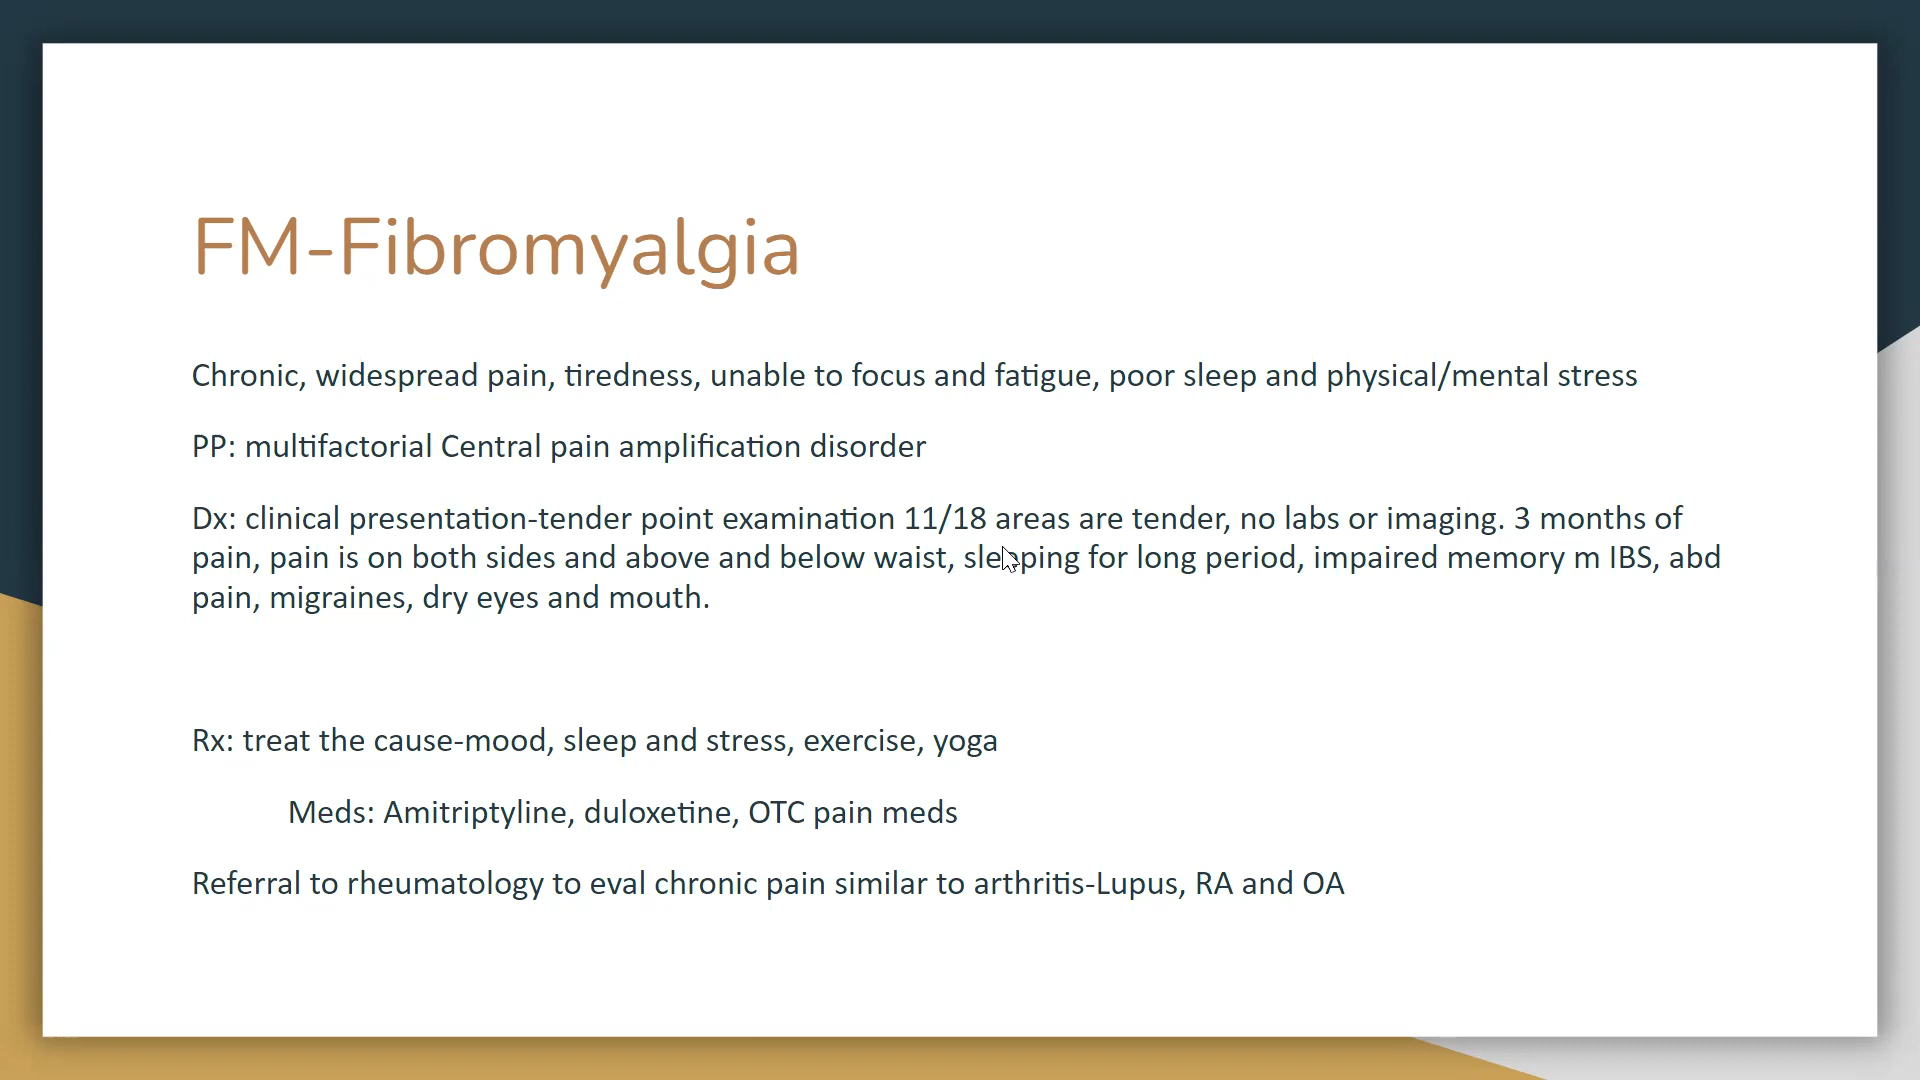 FM-Fibromyalgia
Chronic, widespread pain, tiredness, unable to focus and fatigue, poor sleep and physical/mental stress
PP: multifactorial Central pain amplification disorder
Dx: clinical presentation-tender point examination 11/18 areas are tender, no labs or imaging. 3 months of
pain, pain is on both sides and above and below waist, sleeping for long period, impaired memory m IBS, abd
pain, migraines, dry eyes and mouth.
Rx: treat the cause-mood, sleep and stress, exercise, yoga
Meds: Amitriptyline, duloxetine, OTC pain meds
Referral to rheumatology to eval chronic pain similar to arthritis-Lupus, RA and OA